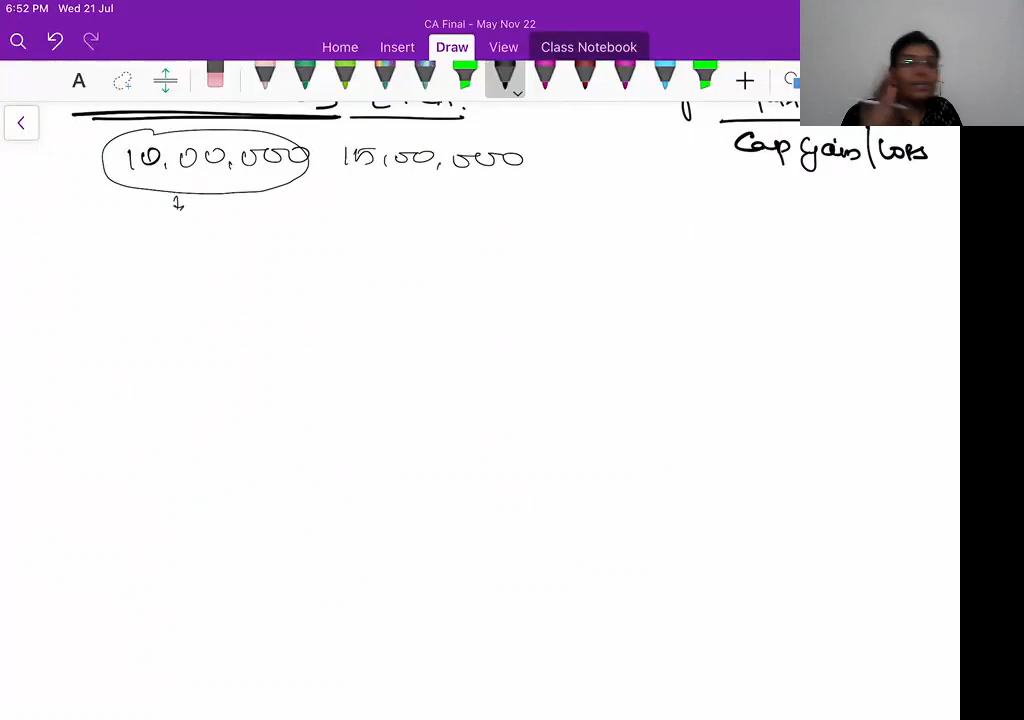 6:52 PM Wed 21 Jul
CA Final - May Nov 22
Home Insert Draw View Class Notebook
A
10,00,000 15,00,000
Cap gain/loss